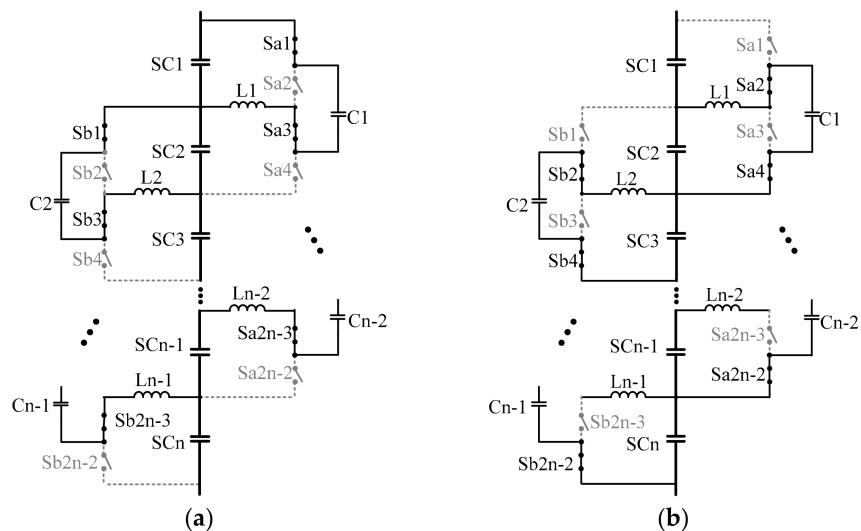 Sa1
SC1
Sa2
L1
C1
Sb1
Sa3
SC2
Sb2
Sa4
L2
C2
Sb3
SC3
Sb4
Ln-2
Cn-2
Sa2n-3
SCn-1
Sa2n-2
Ln-1
Cn-1
Sb2n-3
SCn
Sb2n-2
(a)
Sa1
SC1
Sa2
L1
C1
Sb1
Sa3
SC2
Sb2
Sa4
L2
C2
Sb3
SC3
Sb4
Ln-2
Cn-2
Sa2n-3
SCn-1
Sa2n-2
Ln-1
Cn-1
Sb2n-3
SCn
Sb2n-2
(b)